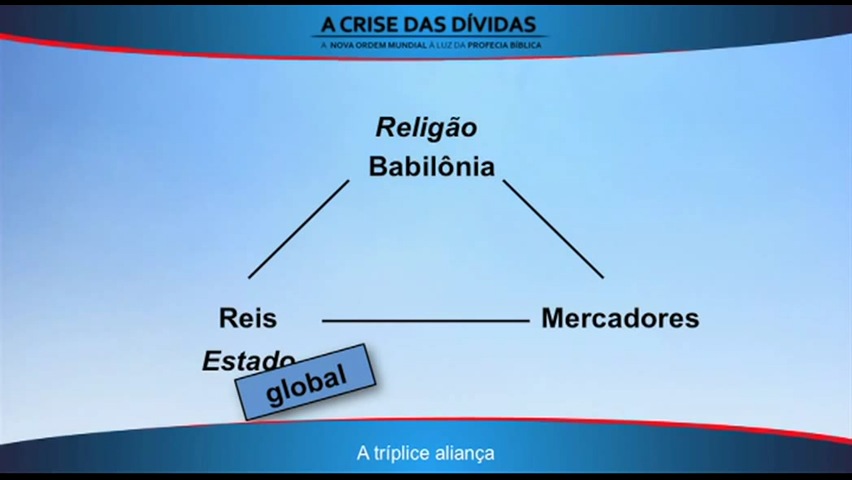 A CRISE DAS DÍVIDAS
A NOVA ORDEM MUNDIAL À LUZ DA PROFECIA BÍBLICA
Religão
Babilônia
Reis
Mercadores
Estado
global
A tríplice aliança